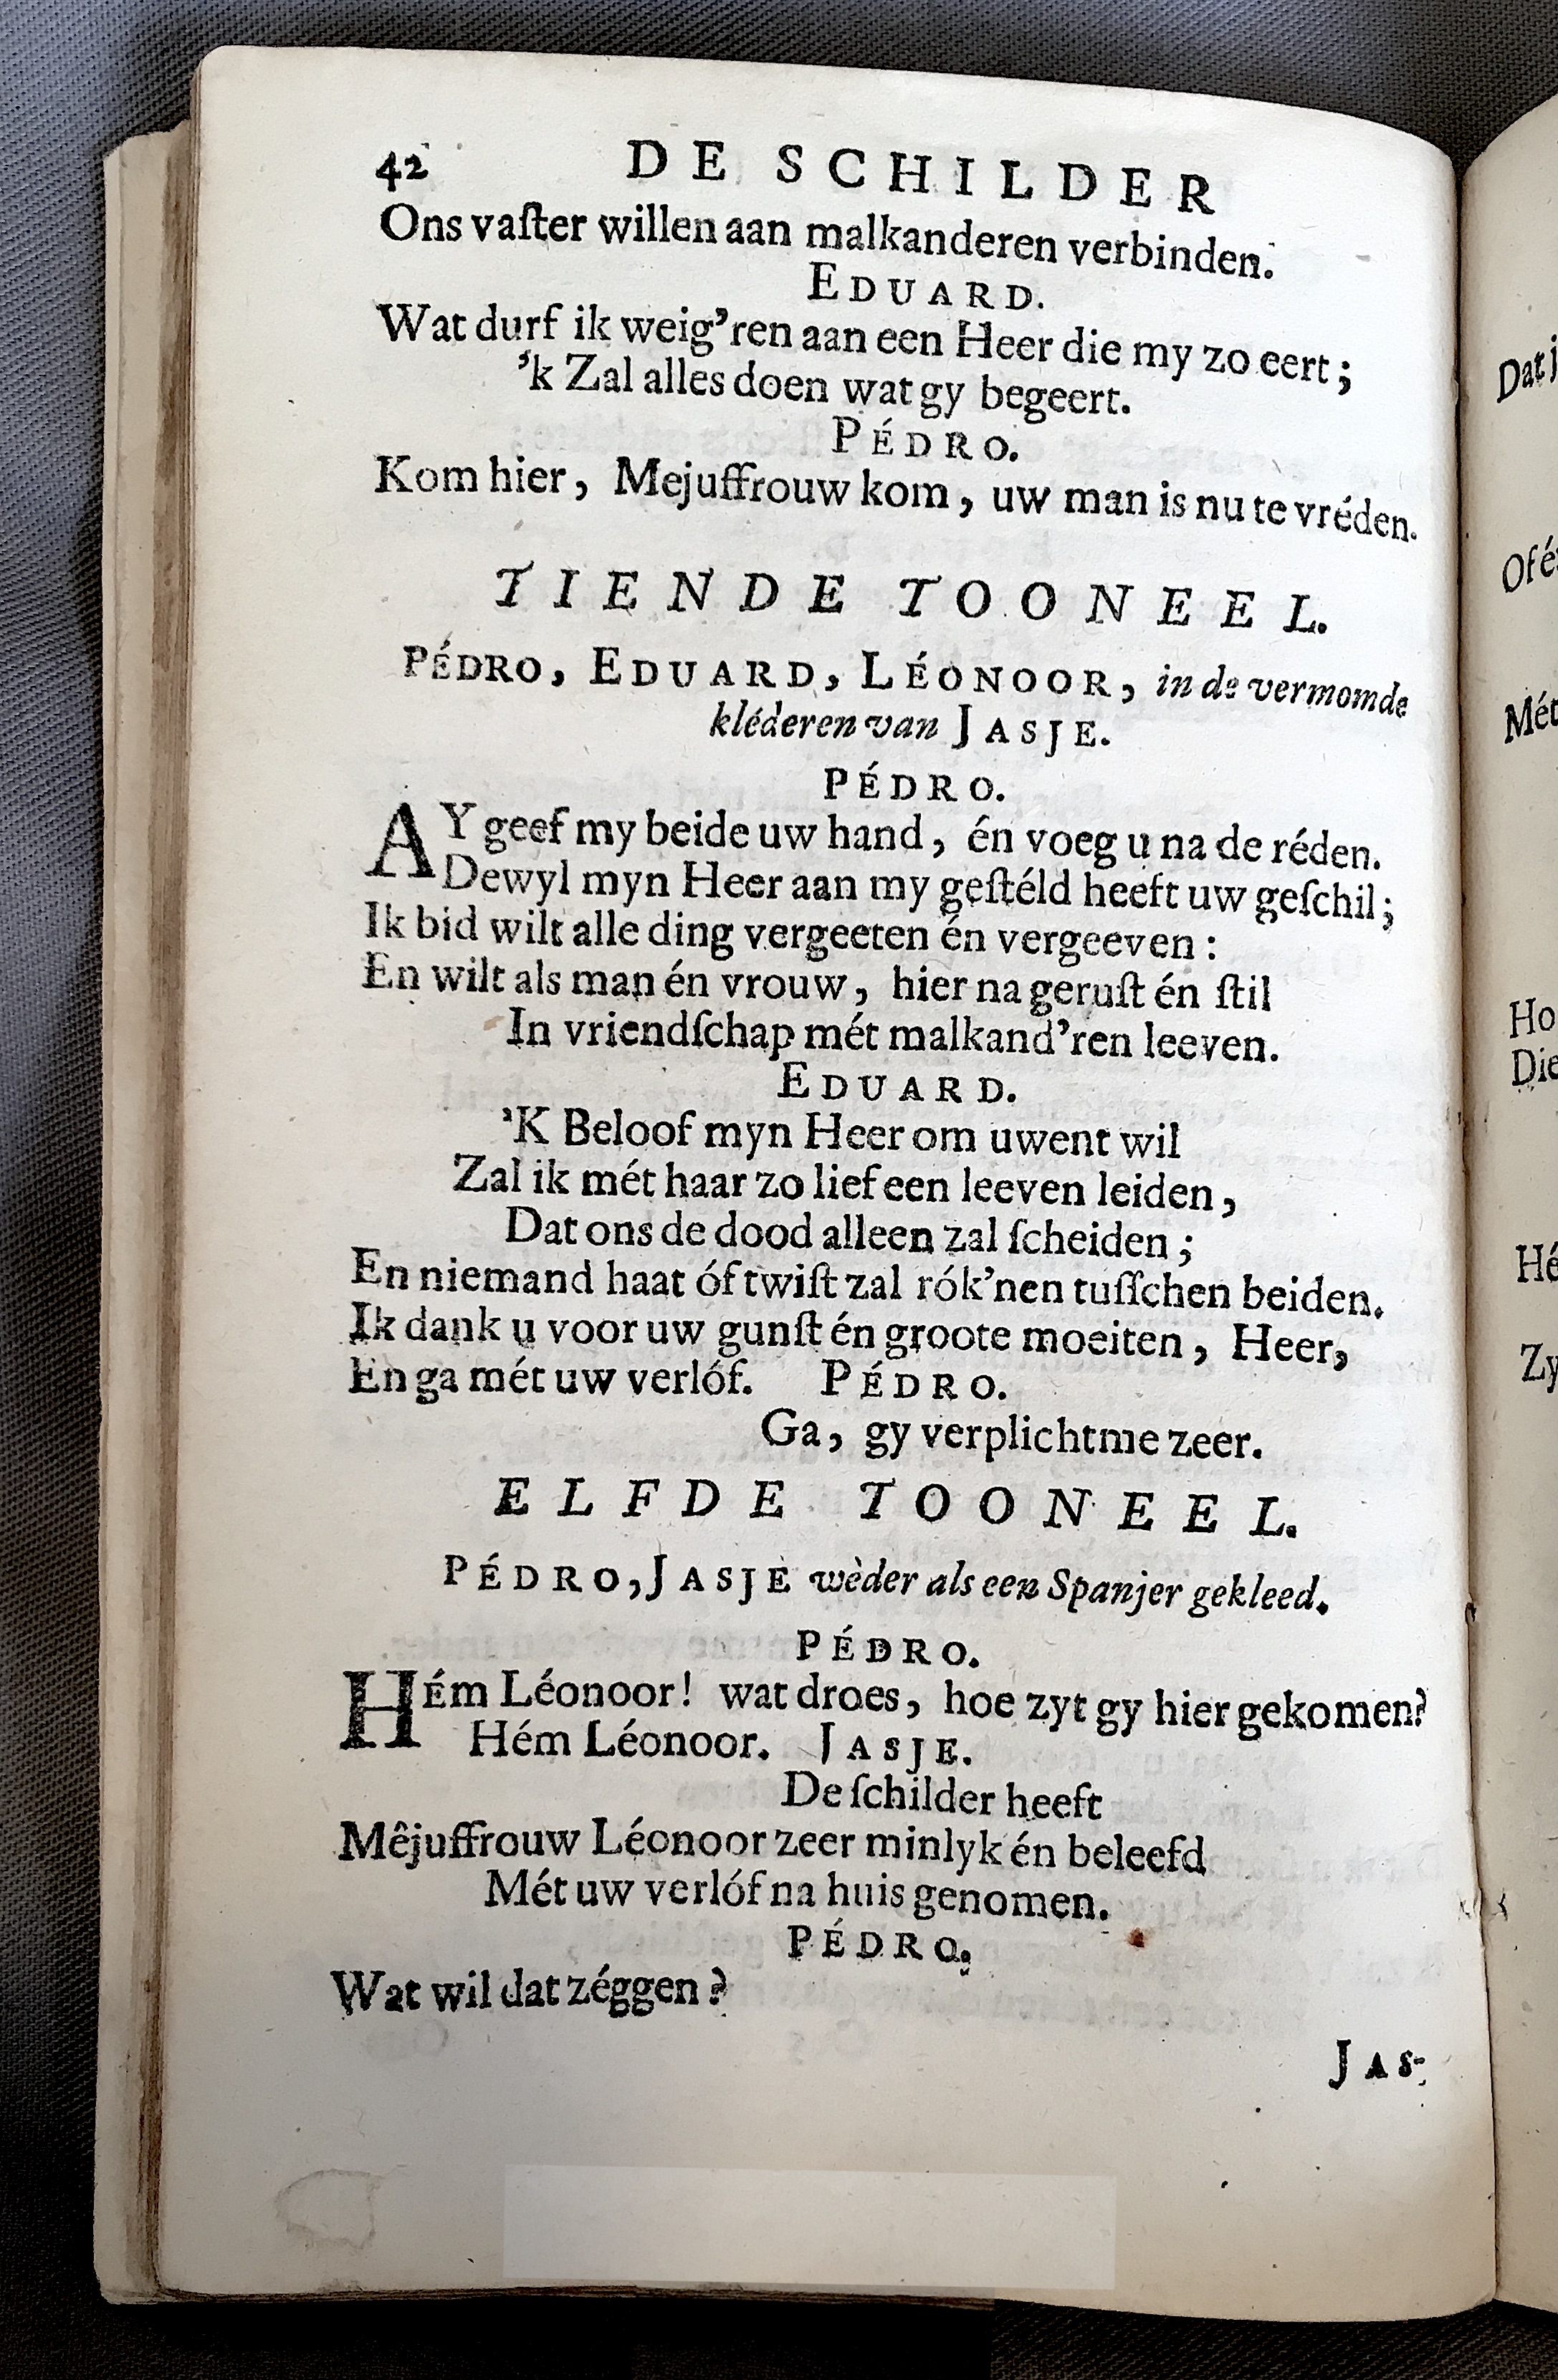 42 DE SCHILDER
Ons vaſter willen aan malkanderen verbinden.
EDUARD.
Wat durf ik weig'ren aan een Heer die my zo eert;
'k Zal alles doen wat gy begeert.
PÉDRO.
Kom hier, Mejuffrouw kom, uw man is nu te vréden.
TIENDE TOONEEL.
PÉDRO, EDUARD, LÉONOOR, in de vermomde
kléderen van JASJE.
PÉDRO.
AY geef my beide uw hand, én voeg u na de réden.
Dewyl myn Heer aan my geſtéld heeft uw geſchil;
Ik bid wilt alle ding vergeeten én vergeeven:
En wilt als man én vrouw, hier na geruſt én ſtil
In vriendſchap mét malkand'ren leeven.
EDUARD.
'K Beloof myn Heer om uwent wil
Zal ik mét haar zo lief een leeven leiden,
Dat ons de dood alleen zal ſcheiden;
En niemand haat óf twiſt zal rók'nen tuſſchen beiden.
Ik dank u voor uw gunſt én groote moeiten, Heer,
En ga mét uw verlóf. PÉDRO.
Ga, gy verplicht me zeer.
ELFDE TOONEEL.
PÉDRO, JASJE wèder als een Spanjer gekleed.
PÉDRO.
HÉm Léonoor! wat droes, hoe zyt gy hier gekomen?
Hém Léonoor. JASJE.
De ſchilder heeft
Mêjuffrouw Léonoor zeer minlyk én beleefd
Mét uw verlóf na huis genomen.
PÉDRO.
Wat wil dat zéggen?
JAS-
Dat j
Of é
Mét
Ho
Die
Hé
Zy